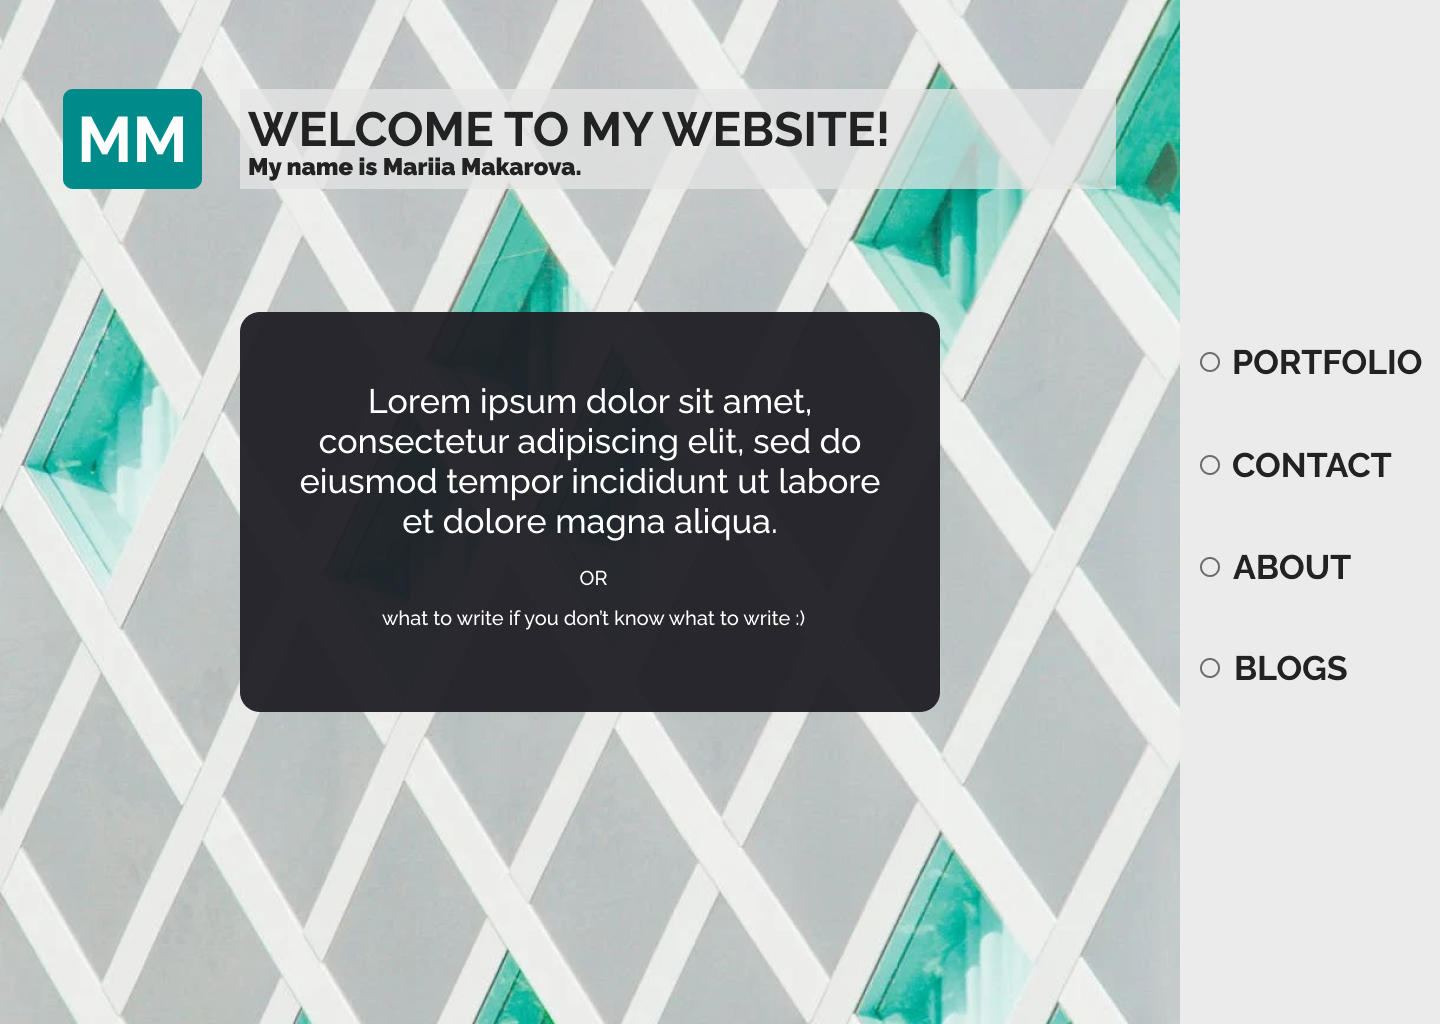 MM
WELCOME TO MY WEBSITE!
My name is Mariia Makarova.
Lorem ipsum dolor sit amet,
consectetur adipiscing elit, sed do
eiusmod tempor incididunt ut labore
et dolore magna aliqua.
OR
what to write if you don’t know what to write :)
PORTFOLIO
CONTACT
ABOUT
BLOGS